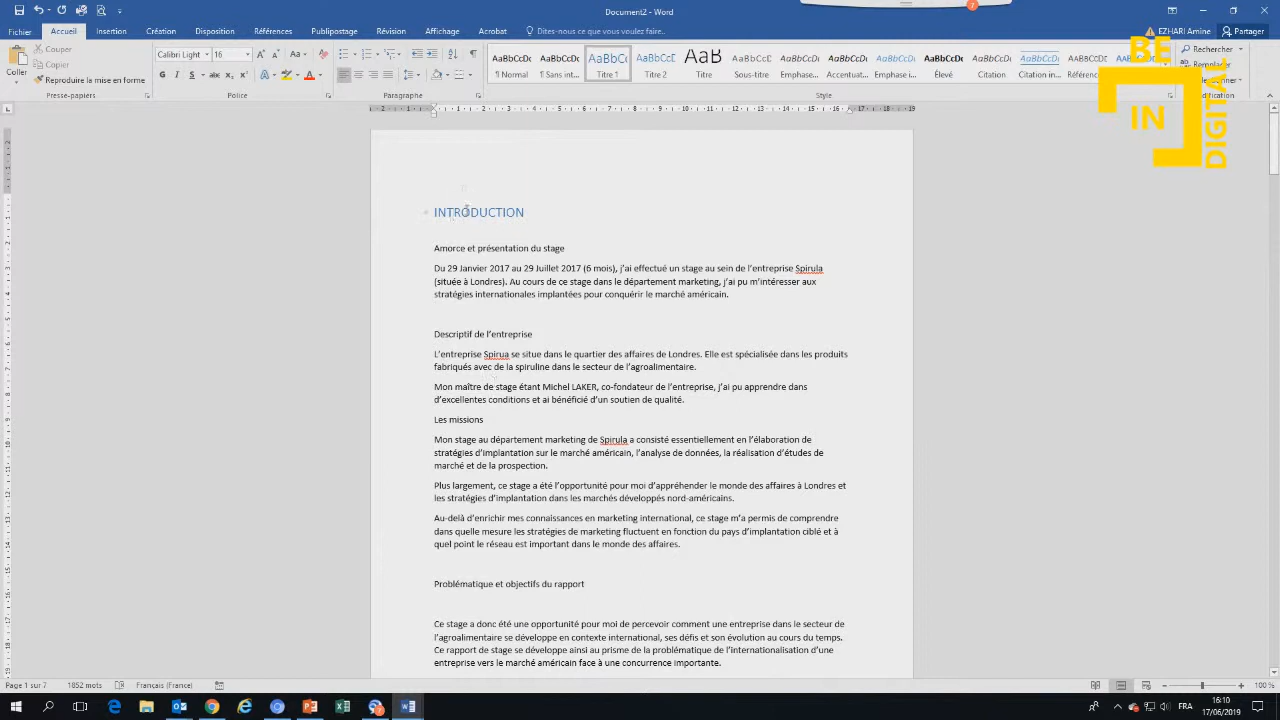 Document2 - Word
7
Fichier
Accueil
Insertion
Création
Disposition
Références
Publipostage
Révision
Affichage
Dites-nous ce que vous voulez faire..
EZHARI Amine
Partager
Coller
Couper
Copier
Reproduire la mise en forme
Presse-papiers
Calibri Light
16
G I S abc x₂ x²
Police
Paragraphe
AaBbCcDc AaBbCcDc AaBbCc AaBbCcC AaB AaBbCcD AaBbCcDc AaBbCcDc AaBbCcDc AaBbCcDc AaBbCcDc
¶ Normal
¶ Sans int...
Titre 1
Titre 2
Titre
Sous-titre
Emphase...
Accentuat...
Emphase...
Élevé
Citation
Citation in...
Référenc...
Style
Rechercher
Remplacer
BE
IN
DIGITAL
INTRODUCTION
Amorce et présentation du stage
Du 29 Janvier 2017 au 29 Juillet 2017 (6 mois), j’ai effectué un stage au sein de l’entreprise Spirula
(située à Londres). Au cours de ce stage dans le département marketing, j’ai pu m’intéresser aux
stratégies internationales implantées pour conquérir le marché américain.
Descriptif de l’entreprise
L’entreprise Spirua se situe dans le quartier des affaires de Londres. Elle est spécialisée dans les produits
fabriqués avec de la spiruline dans le secteur de l’agroalimentaire.
Mon maître de stage étant Michel LAKER, co-fondateur de l’entreprise, j’ai pu apprendre dans
d’excellentes conditions et ai bénéficié d’un soutien de qualité.
Les missions
Mon stage au département marketing de Spirula a consisté essentiellement en l’élaboration de
stratégies d’implantation sur le marché américain, l’analyse de données, la réalisation d’études de
marché et de la prospection.
Plus largement, ce stage a été l’opportunité pour moi d’appréhender le monde des affaires à Londres et
les stratégies d’implantation dans les marchés développés nord-américains.
Au-delà d’enrichir mes connaissances en marketing international, ce stage m’a permis de comprendre
dans quelle mesure les stratégies de marketing fluctuent en fonction du pays d’implantation ciblé et à
quel point le réseau est important dans le monde des affaires.
Problématique et objectifs du rapport
Ce stage a donc été une opportunité pour moi de percevoir comment une entreprise dans le secteur de
l’agroalimentaire se développe en contexte international, ses défis et son évolution au cours du temps.
Ce rapport de stage se développe ainsi au prisme de la problématique de l’internationalisation d’une
entreprise vers le marché américain face à une concurrence importante.
Page 1 sur 7
1852 mots
Français (France)
100 %
FRA
16:10
17/06/2019